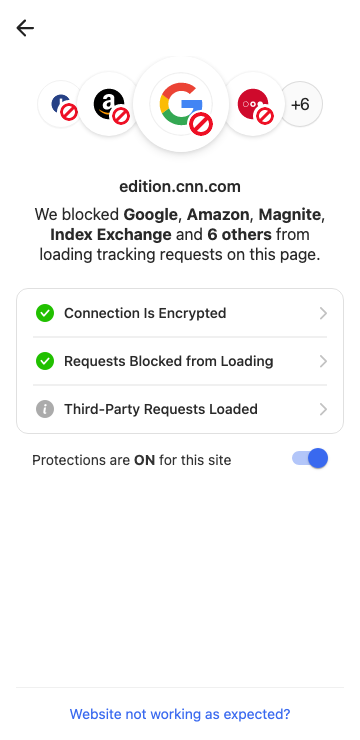 +6
edition.cnn.com
We blocked Google, Amazon, Magnite,
Index Exchange and 6 others from
loading tracking requests on this page.
Connection Is Encrypted
Requests Blocked from Loading
Third-Party Requests Loaded
Protections are ON for this site
Website not working as expected?